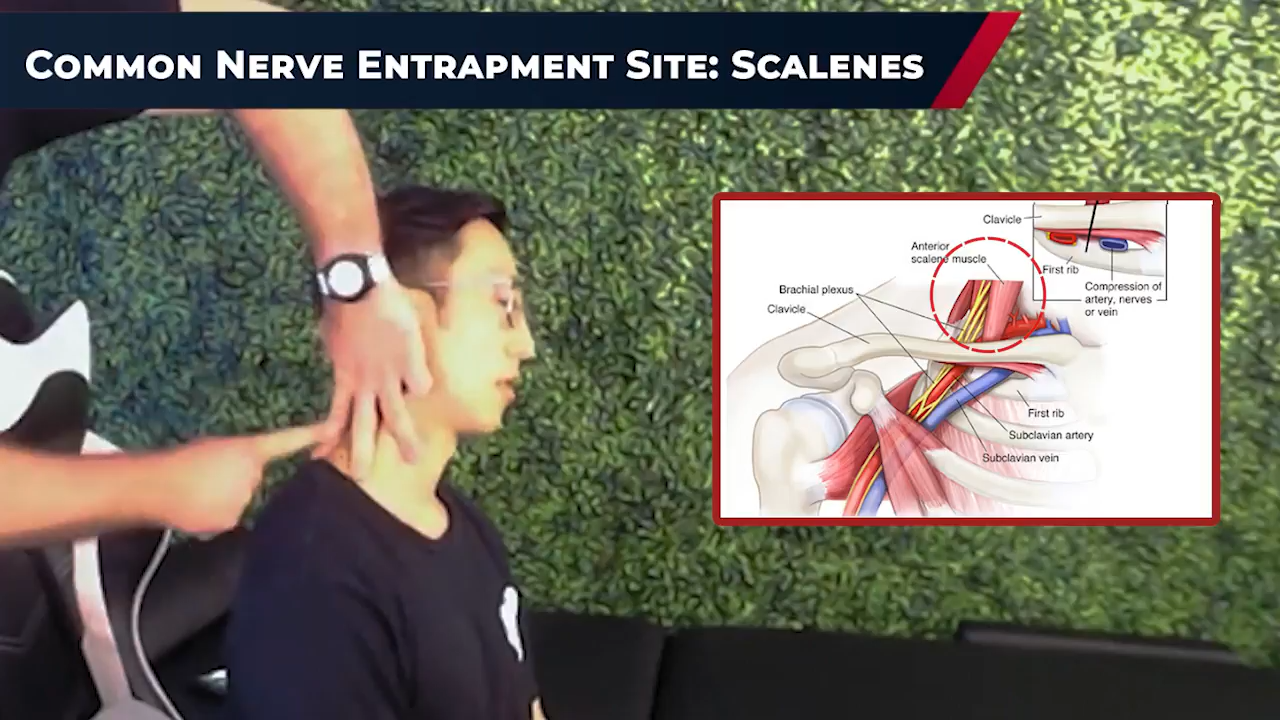 Common Nerve Entrapment Site: Scalenes
Clavicle
Anterior
scalene muscle
First rib
Compression of
artery, nerves
or vein
Brachial plexus
Clavicle
First rib
Subclavian artery
Subclavian vein